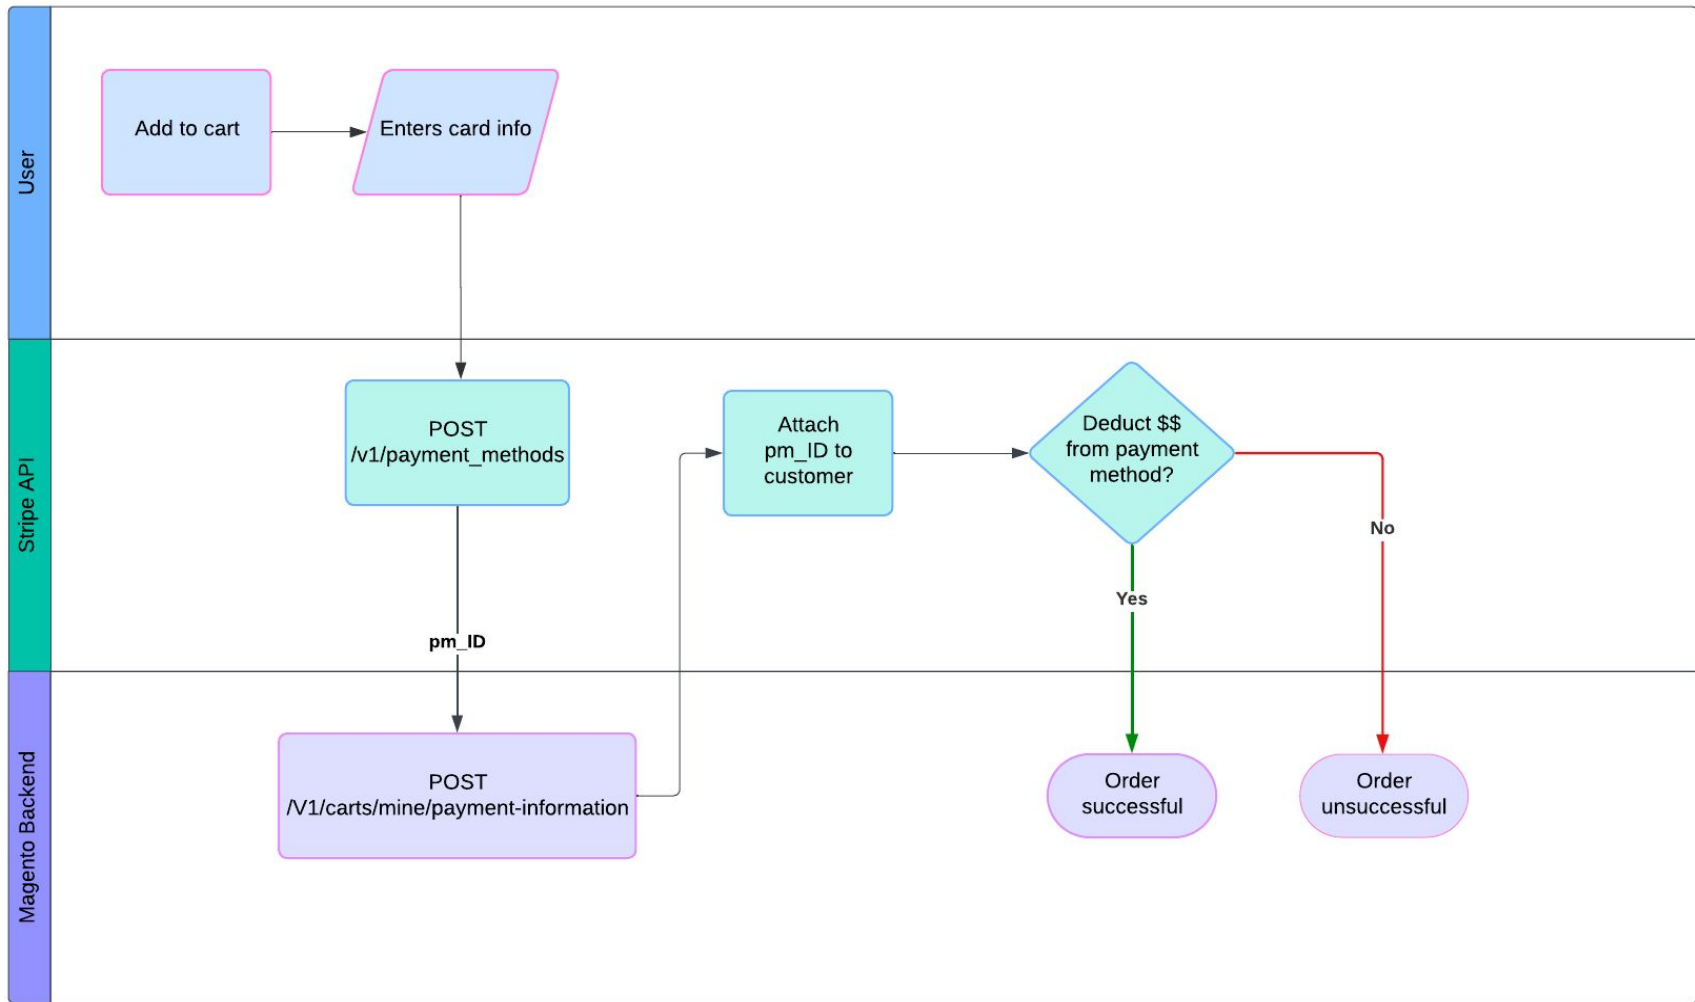 User
Add to cart
Enters card info
Stripe API
POST
/v1/payment_methods
pm_ID
Attach
pm_ID to
customer
Deduct $$
from payment
method?
Yes
No
Magento Backend
POST
/V1/carts/mine/payment-information
Order
successful
Order
unsuccessful